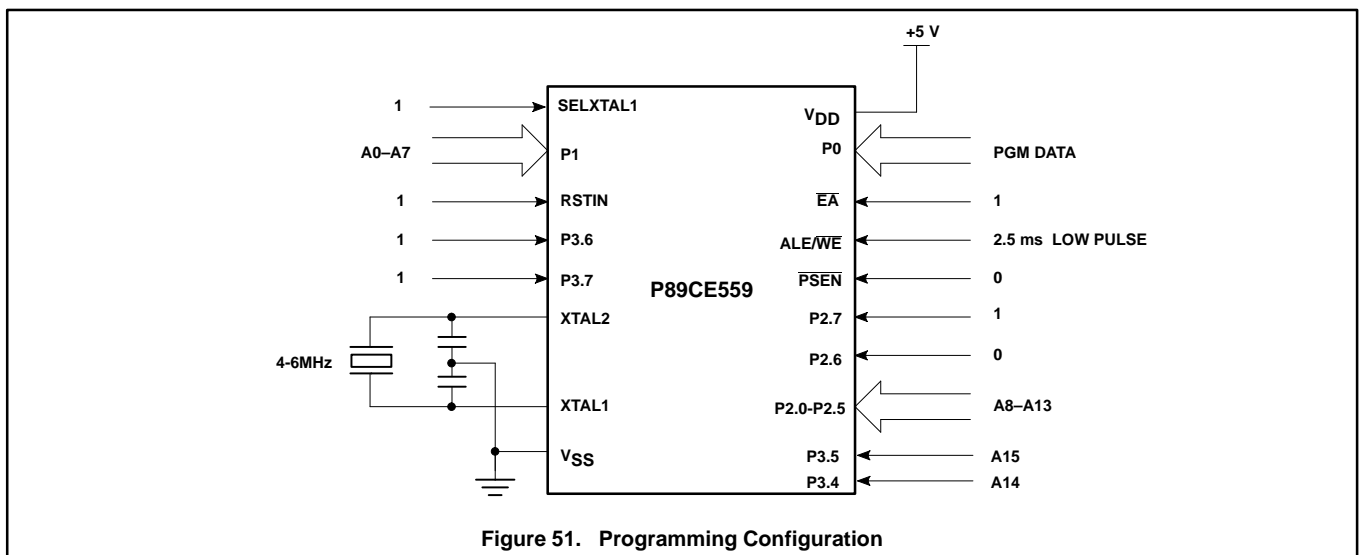 +5 V
1 SELXTAL1 VDD
A0–A7 P1 P0 PGM DATA
1 RSTIN EA 1
1 P3.6 ALE/WE 2.5 ms LOW PULSE
1 P3.7 P89CE559 PSEN 0
XTAL2 P2.7 1
4-6MHz P2.6 0
XTAL1 P2.0-P2.5 A8–A13
VSS P3.5 A15
P3.4 A14
Figure 51. Programming Configuration